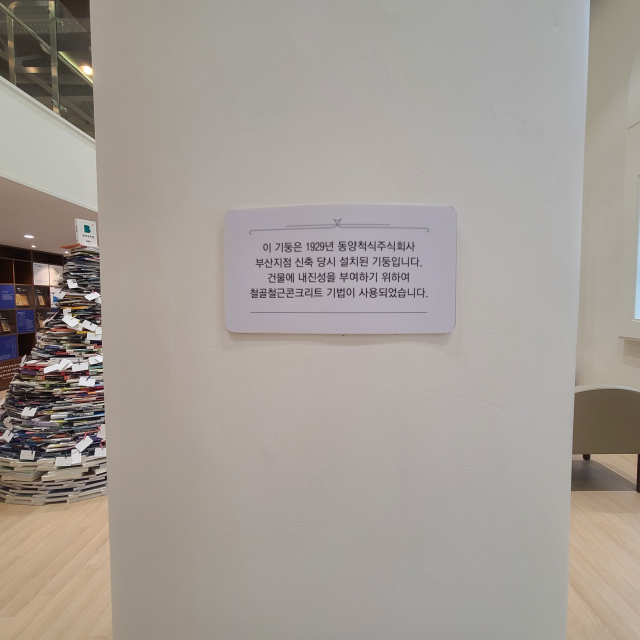 이 기둥은 1929년 동양척식주식회사
부산지점 신축 당시 설치된 기둥입니다.
건물에 내진성을 부여하기 위하여
철골철근콘크리트 기법이 사용되었습니다.